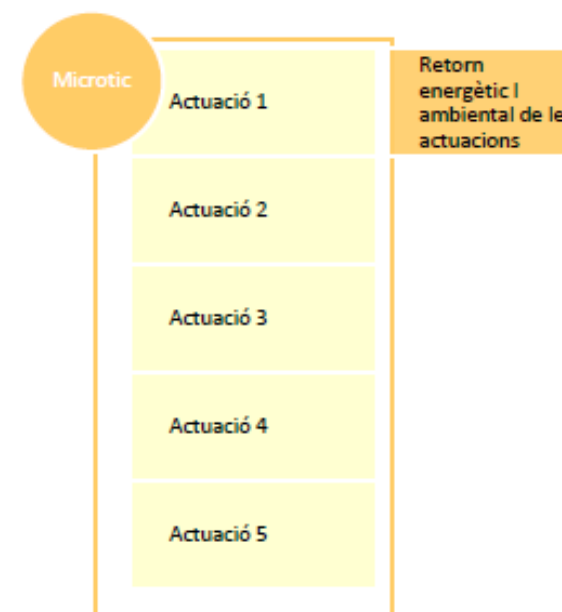 Microtic
Actuació 1
Retorn
energètic I
ambiental de le
actuacions
Actuació 2
Actuació 3
Actuació 4
Actuació 5